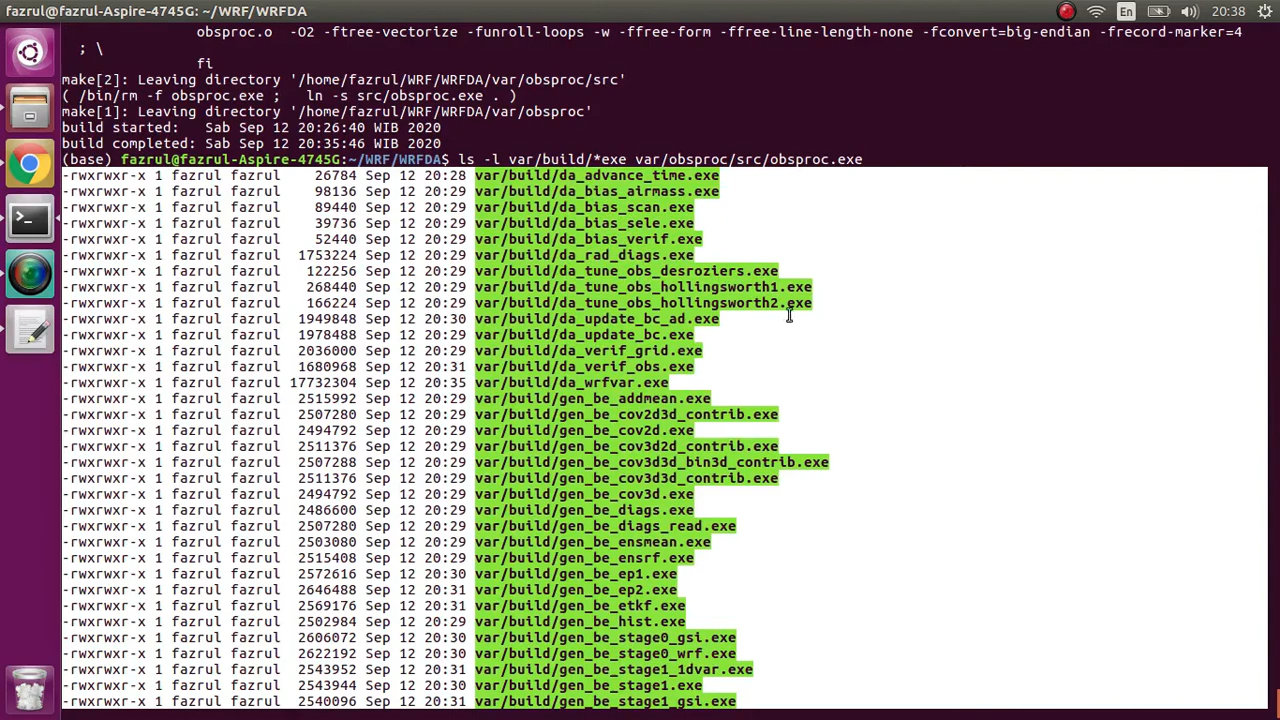 fazrul@fazrul-Aspire-4745G: ~/WRF/WRFDA
En
20:38
obsproc.o  -O2 -ftree-vectorize -funroll-loops -w -ffree-form -ffree-line-length-none -fconvert=big-endian -frecord-marker=4
; \
fi
make[2]: Leaving directory '/home/fazrul/WRF/WRFDA/var/obsproc/src'
( /bin/rm -f obsproc.exe ;   ln -s src/obsproc.exe . )
make[1]: Leaving directory '/home/fazrul/WRF/WRFDA/var/obsproc'
build started:   Sab Sep 12 20:26:40 WIB 2020
build completed: Sab Sep 12 20:35:46 WIB 2020
(base) fazrul@fazrul-Aspire-4745G:~/WRF/WRFDA$ ls -l var/build/*exe var/obsproc/src/obsproc.exe
-rwxrwxr-x 1 fazrul fazrul    26784 Sep 12 20:28 var/build/da_advance_time.exe
-rwxrwxr-x 1 fazrul fazrul    98136 Sep 12 20:29 var/build/da_bias_airmass.exe
-rwxrwxr-x 1 fazrul fazrul    89440 Sep 12 20:29 var/build/da_bias_scan.exe
-rwxrwxr-x 1 fazrul fazrul    39736 Sep 12 20:29 var/build/da_bias_sele.exe
-rwxrwxr-x 1 fazrul fazrul    52440 Sep 12 20:29 var/build/da_bias_verif.exe
-rwxrwxr-x 1 fazrul fazrul  1753224 Sep 12 20:29 var/build/da_rad_diags.exe
-rwxrwxr-x 1 fazrul fazrul   122256 Sep 12 20:29 var/build/da_tune_obs_desroziers.exe
-rwxrwxr-x 1 fazrul fazrul   268440 Sep 12 20:29 var/build/da_tune_obs_hollingsworth1.exe
-rwxrwxr-x 1 fazrul fazrul   166224 Sep 12 20:29 var/build/da_tune_obs_hollingsworth2.exe
-rwxrwxr-x 1 fazrul fazrul  1949848 Sep 12 20:30 var/build/da_update_bc_ad.exe
-rwxrwxr-x 1 fazrul fazrul  1978488 Sep 12 20:29 var/build/da_update_bc.exe
-rwxrwxr-x 1 fazrul fazrul  2036000 Sep 12 20:29 var/build/da_verif_grid.exe
-rwxrwxr-x 1 fazrul fazrul  1680968 Sep 12 20:31 var/build/da_verif_obs.exe
-rwxrwxr-x 1 fazrul fazrul 17732304 Sep 12 20:35 var/build/da_wrfvar.exe
-rwxrwxr-x 1 fazrul fazrul  2515992 Sep 12 20:29 var/build/gen_be_addmean.exe
-rwxrwxr-x 1 fazrul fazrul  2507280 Sep 12 20:29 var/build/gen_be_cov2d3d_contrib.exe
-rwxrwxr-x 1 fazrul fazrul  2494792 Sep 12 20:29 var/build/gen_be_cov2d.exe
-rwxrwxr-x 1 fazrul fazrul  2511376 Sep 12 20:29 var/build/gen_be_cov3d2d_contrib.exe
-rwxrwxr-x 1 fazrul fazrul  2507288 Sep 12 20:29 var/build/gen_be_cov3d3d_bin3d_contrib.exe
-rwxrwxr-x 1 fazrul fazrul  2511376 Sep 12 20:29 var/build/gen_be_cov3d3d_contrib.exe
-rwxrwxr-x 1 fazrul fazrul  2494792 Sep 12 20:29 var/build/gen_be_cov3d.exe
-rwxrwxr-x 1 fazrul fazrul  2486600 Sep 12 20:29 var/build/gen_be_diags.exe
-rwxrwxr-x 1 fazrul fazrul  2507280 Sep 12 20:29 var/build/gen_be_diags_read.exe
-rwxrwxr-x 1 fazrul fazrul  2503080 Sep 12 20:29 var/build/gen_be_ensmean.exe
-rwxrwxr-x 1 fazrul fazrul  2515408 Sep 12 20:29 var/build/gen_be_ensrf.exe
-rwxrwxr-x 1 fazrul fazrul  2572616 Sep 12 20:30 var/build/gen_be_ep1.exe
-rwxrwxr-x 1 fazrul fazrul  2646488 Sep 12 20:31 var/build/gen_be_ep2.exe
-rwxrwxr-x 1 fazrul fazrul  2569176 Sep 12 20:31 var/build/gen_be_etkf.exe
-rwxrwxr-x 1 fazrul fazrul  2502984 Sep 12 20:29 var/build/gen_be_hist.exe
-rwxrwxr-x 1 fazrul fazrul  2606072 Sep 12 20:30 var/build/gen_be_stage0_gsi.exe
-rwxrwxr-x 1 fazrul fazrul  2622192 Sep 12 20:30 var/build/gen_be_stage0_wrf.exe
-rwxrwxr-x 1 fazrul fazrul  2543952 Sep 12 20:31 var/build/gen_be_stage1_1dvar.exe
-rwxrwxr-x 1 fazrul fazrul  2543944 Sep 12 20:30 var/build/gen_be_stage1.exe
-rwxrwxr-x 1 fazrul fazrul  2540096 Sep 12 20:31 var/build/gen_be_stage1_gsi.exe